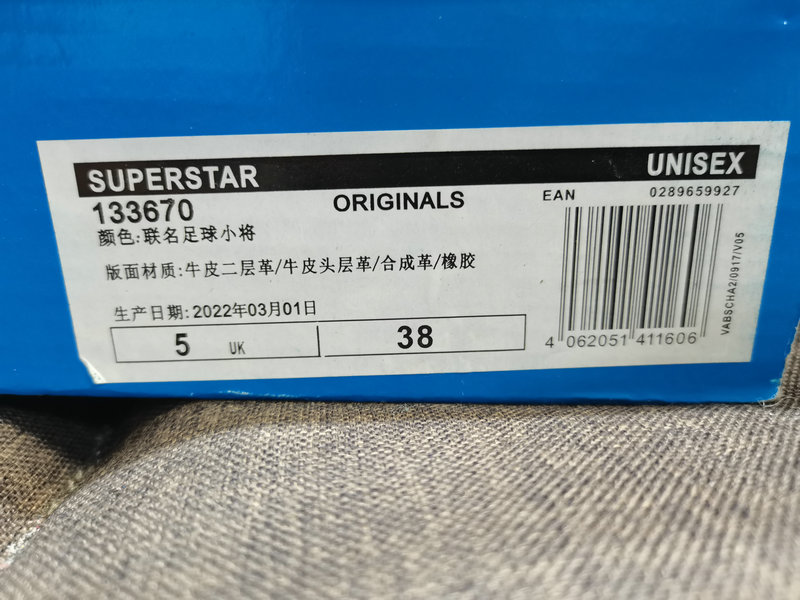 SUPERSTAR UNISEX
133670 ORIGINALS EAN 0289659927
颜色:联名足球小将
版面材质:牛皮二层革/牛皮头层革/合成革/橡胶
生产日期:2022年03月01日
5 UK 38
4 062051 411606
VABSCHA2/0917/V05